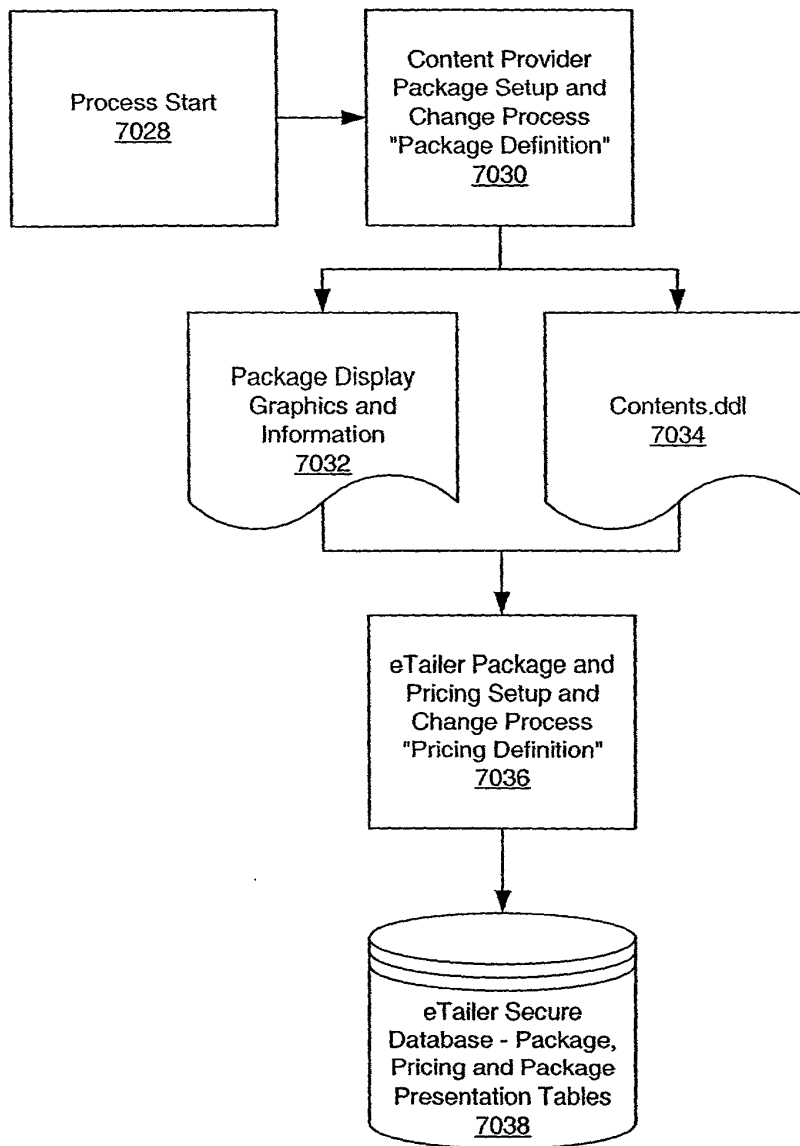 Process Start
7028
Content Provider
Package Setup and
Change Process
"Package Definition"
7030
Package Display
Graphics and
Information
7032
Contents.ddl
7034
eTailer Package and
Pricing Setup and
Change Process
"Pricing Definition"
7036
eTailer Secure
Database - Package,
Pricing and Package
Presentation Tables
7038